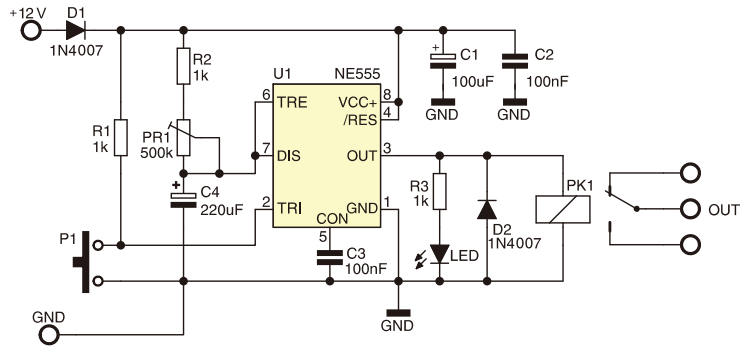 +12V
D1
1N4007
R2
1k
U1
NE555
C1
100uF
GND
C2
100nF
GND
R1
1k
PR1
500k
6
TRE
7
DIS
2
TRI
VCC+
8
/RES
4
OUT
3
GND
1
CON
5
+
C4
220uF
+
R3
1k
D2
1N4007
LED
PK1
OUT
P1
C3
100nF
GND
GND